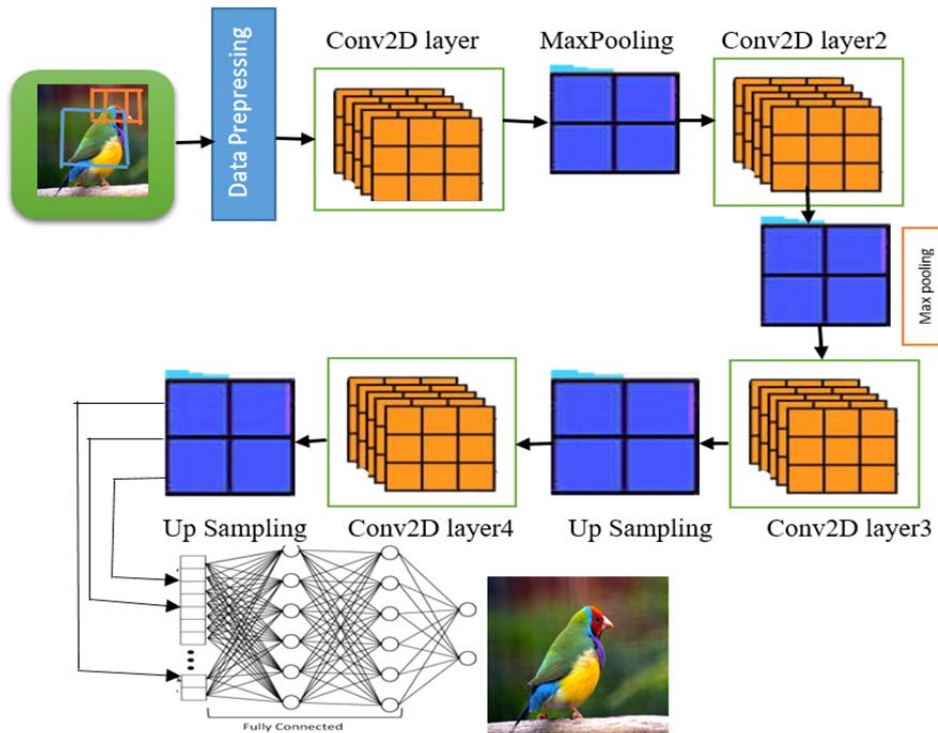 Conv2D layer
MaxPooling
Conv2D layer2
Data Prepressing
Max pooling
Up Sampling
Conv2D layer4
Up Sampling
Conv2D layer3
Fully Connected